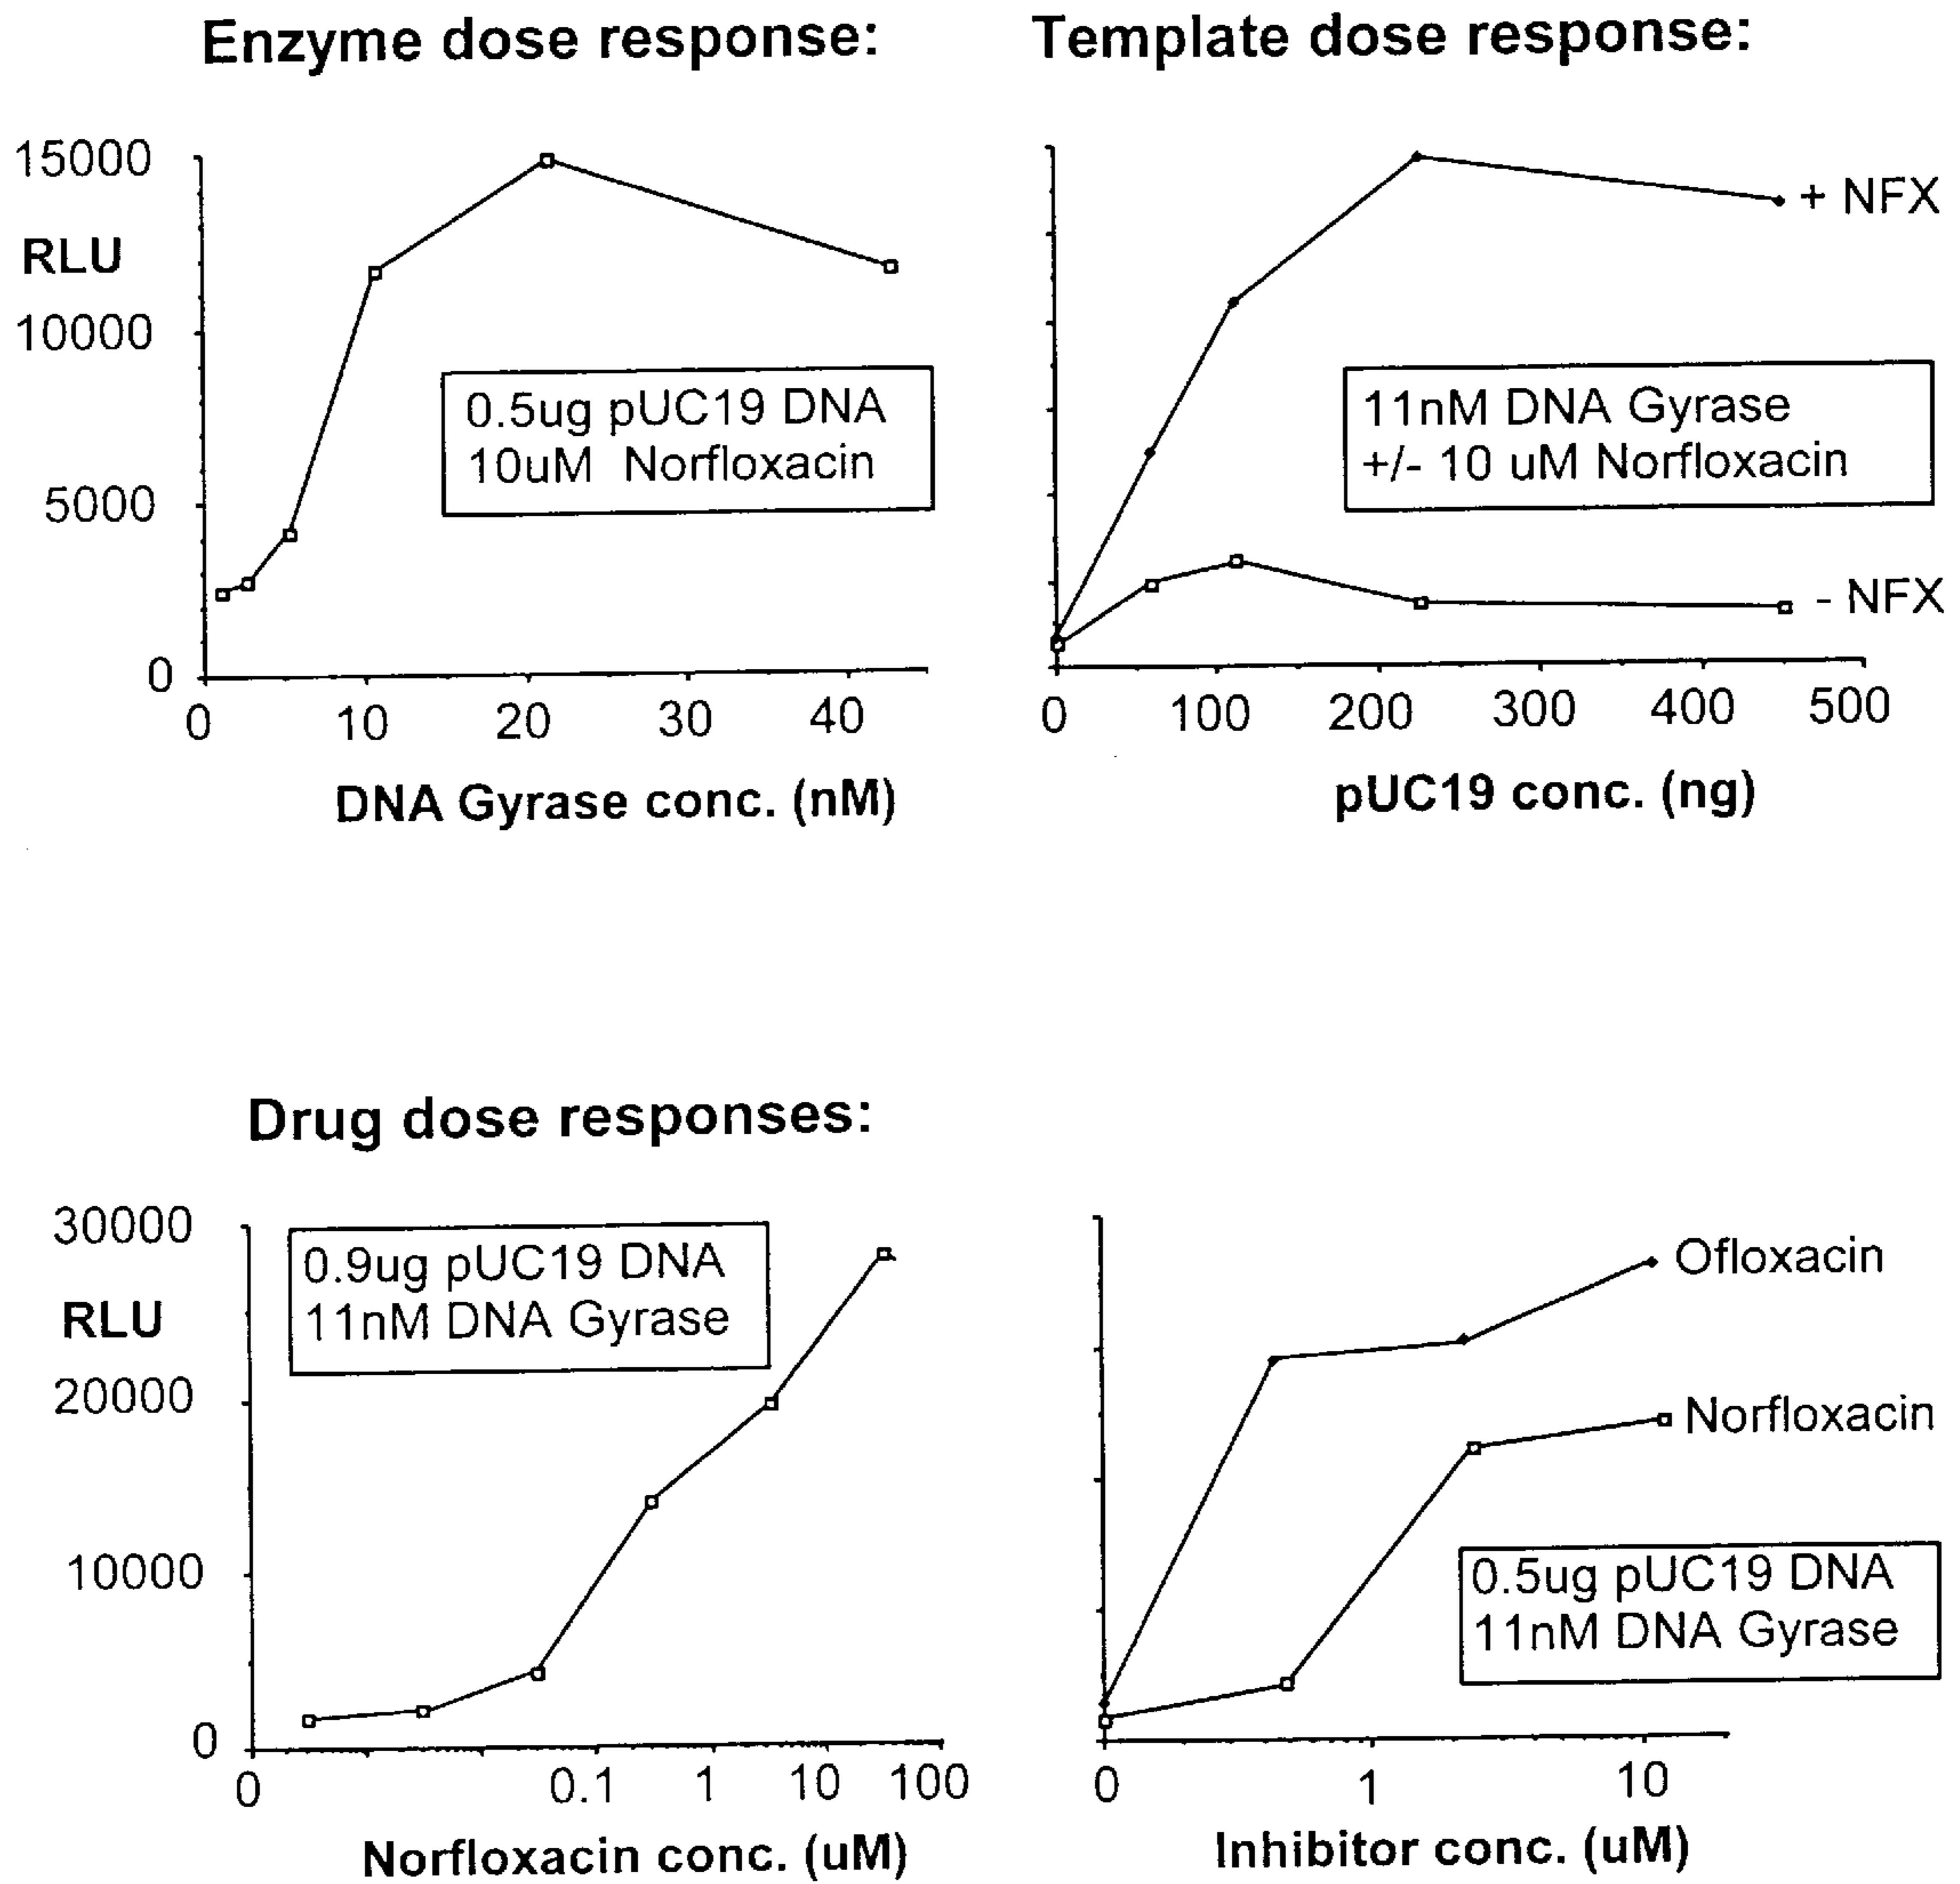 Enzyme dose response:
Template dose response:
15000
RLU
10000
5000
0
0 10 20 30 40
DNA Gyrase conc. (nM)
0.5ug pUC19 DNA
10uM Norfloxacin
+ NFX
11nM DNA Gyrase
+/- 10 uM Norfloxacin
- NFX
0 100 200 300 400 500
pUC19 conc. (ng)
Drug dose responses:
30000
RLU
20000
10000
0
0.9ug pUC19 DNA
11nM DNA Gyrase
0 0.1 1 10 100
Norfloxacin conc. (uM)
Ofloxacin
Norfloxacin
0.5ug pUC19 DNA
11nM DNA Gyrase
0 1 10
Inhibitor conc. (uM)